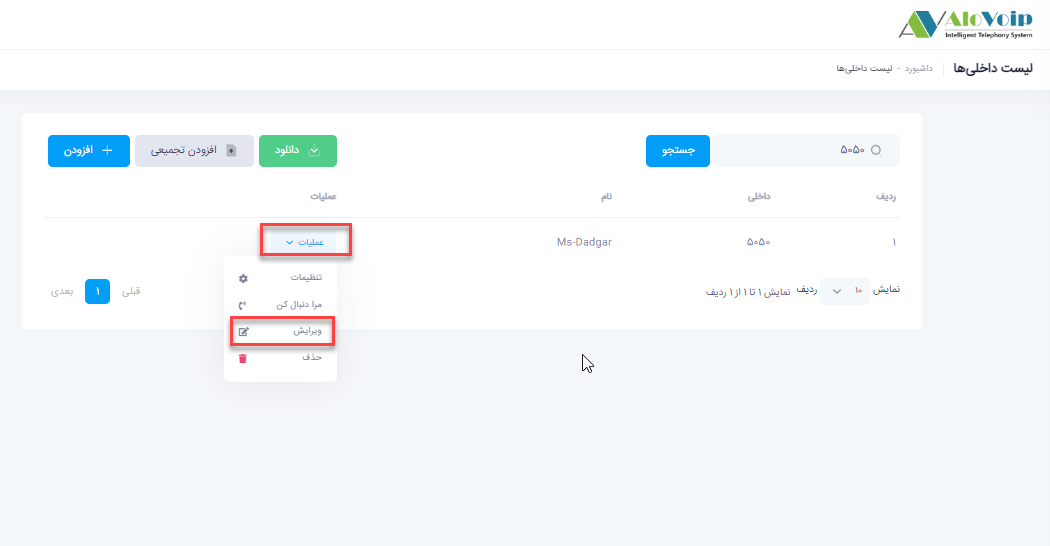 AloVoip
Intelligent Telephony System
لیست داخلی‌ها
داشبورد - لیست داخلی‌ها
۵۰۵۰
جستجو
دانلود
افزودن تجمیعی
افزودن
ردیف
داخلی
نام
عملیات
۱
۵۰۵۰
Ms-Dadgar
عملیات
تنظیمات
مرا دنبال کن
ویرایش
حذف
نمایش ۱۰ ردیف
نمایش ۱ تا ۱ از ۱ ردیف
قبلی
۱
بعدی